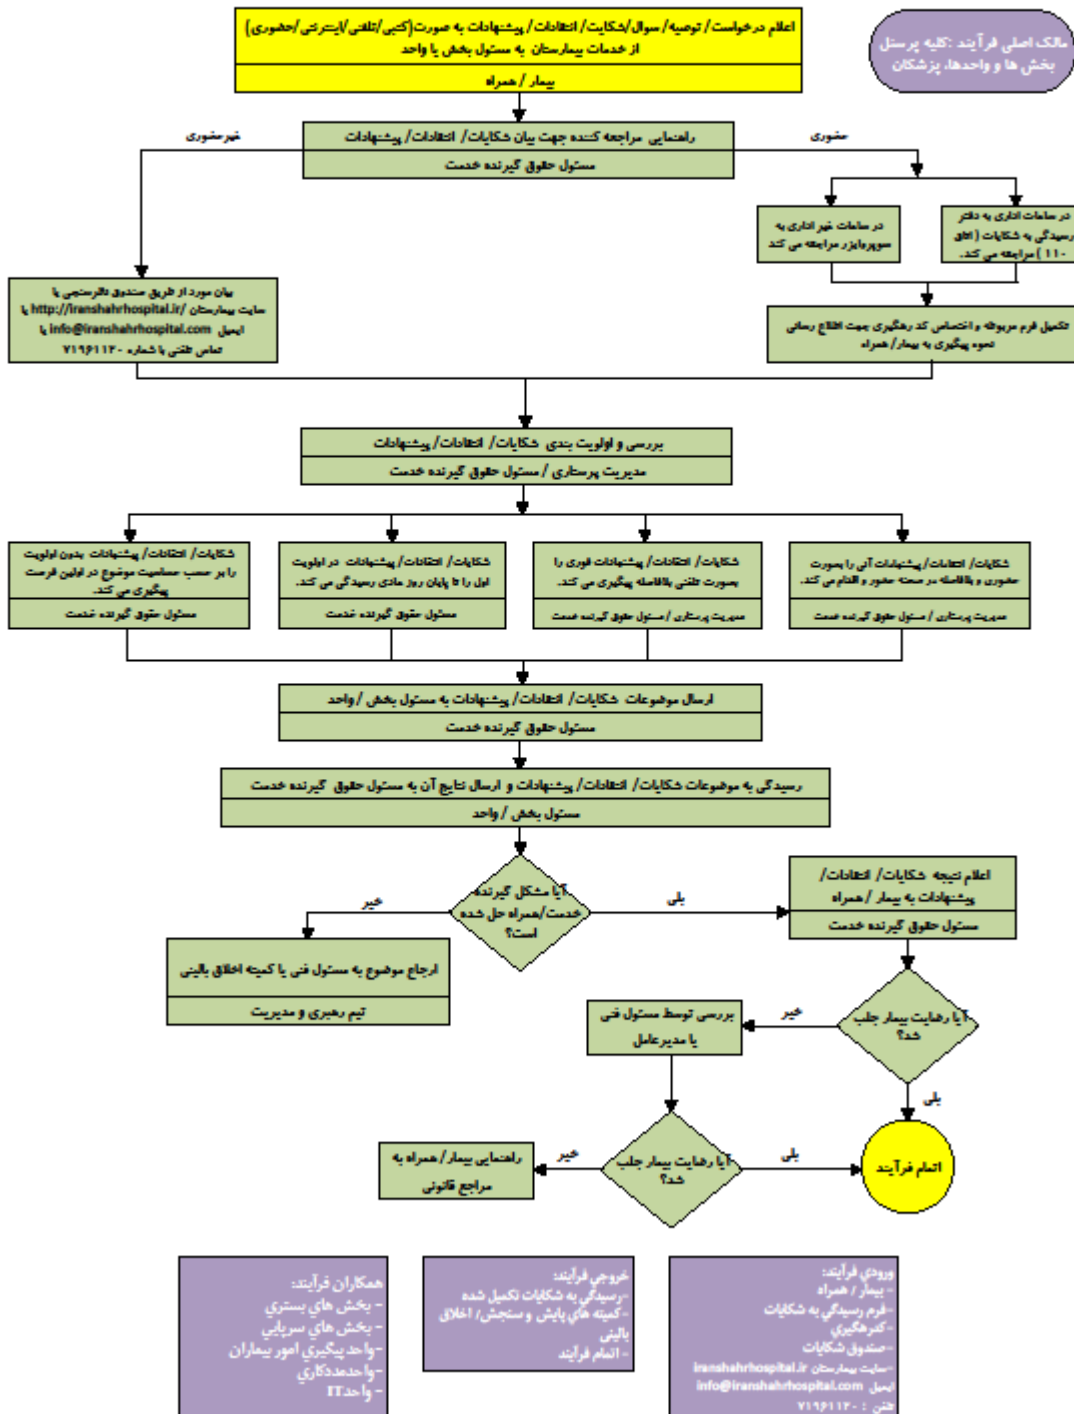 اعلام درخواست/ توصیه/ سوال/شکایت/ انتقادات/ پیشنهادات به صورت(کتبی/تلفنی/اینترنتی/حضوری)
از خدمات بیمارستان به مسئول بخش یا واحد
بیمار / همراه
مالک اصلی فرآیند :کلیه پرسنل
بخش ها و واحدها، پزشکان
راهنمایی مراجعه کننده جهت بیان شکایات/ انتقادات/ پیشنهادات
مسئول حقوق گیرنده خدمت
حضوری
غیرحضوری
در ساعات اداری به دفتر
رسیدگی به شکایات ( اتاق
۱۱۰ ) مراجعه می کند.
در ساعات غیر اداری به
سوپروایزر مراجعه می کند
تکمیل فرم مربوطه و اختصاص کد رهگیری جهت اطلاع رسانی
نحوه پیگیری به بیمار/ همراه
بیان مورد از طریق صندوق نظرسنجی یا
سایت بیمارستان http://iranshahrhospital.ir/ یا
ایمیل info@iranshahrhospital.com یا
تماس تلفنی با شماره ۷۱۹۶۱۱۲۰
بررسی و اولویت بندی شکایات/ انتقادات/ پیشنهادات
مدیریت پرستاری / مسئول حقوق گیرنده خدمت
شکایات/ انتقادات/ پیشنهادات آنی را بصورت
حضوری و بلافاصله در صحنه حضور و اقدام می کند.
مدیریت پرستاری / مسئول حقوق گیرنده خدمت
شکایات/ انتقادات/ پیشنهادات فوری را
بصورت تلفنی بلافاصله پیگیری می کند.
مدیریت پرستاری / مسئول حقوق گیرنده خدمت
شکایات/ انتقادات/ پیشنهادات در اولویت
اول را تا پایان روز عادی رسیدگی می کند.
مسئول حقوق گیرنده خدمت
شکایات/ انتقادات/ پیشنهادات بدون اولویت
را بر حسب حساسیت موضوع در اولین فرصت
پیگیری می کند.
مسئول حقوق گیرنده خدمت
ارسال موضوعات شکایات/ انتقادات/ پیشنهادات به مسئول بخش / واحد
مسئول حقوق گیرنده خدمت
رسیدگی به موضوعات شکایات/ انتقادات/ پیشنهادات و ارسال نتایج آن به مسئول حقوق گیرنده خدمت
مسئول بخش / واحد
آیا مشکل گیرنده
خدمت/همراه حل شده
است؟
بلی
خیر
اعلام نتیجه شکایات/ انتقادات/
پیشنهادات به بیمار / همراه
مسئول حقوق گیرنده خدمت
ارجاع موضوع به مسئول فنی یا کمیته اخلاق بالینی
تیم رهبری و مدیریت
آیا رضایت بیمار جلب
شد؟
خیر
بلی
بررسی توسط مسئول فنی
یا مدیرعامل
آیا رضایت بیمار جلب
شد؟
بلی
خیر
اتمام فرآیند
راهنمایی بیمار/ همراه به
مراجع قانونی
ورودي فرآیند:
- بیمار / همراه
-فرم رسیدگی به شکایات
-کدرهگیري
-صندوق شکایات
-سایت بیمارستان iranshahrhospital.ir
ایمیل info@iranshahrhospital.com
تلفن : ۷۱۹۶۱۱۲۰
خروجي فرآیند:
-رسیدگي به شکایات تکمیل شده
-کمیته هاي پایش و سنجش/ اخلاق
بالینی
- اتمام فرآیند
همکاران فرآیند:
- بخش هاي بستري
- بخش هاي سرپایي
-واحدپیگیري امور بیماران
-واحدمددکاري
- واحدIT